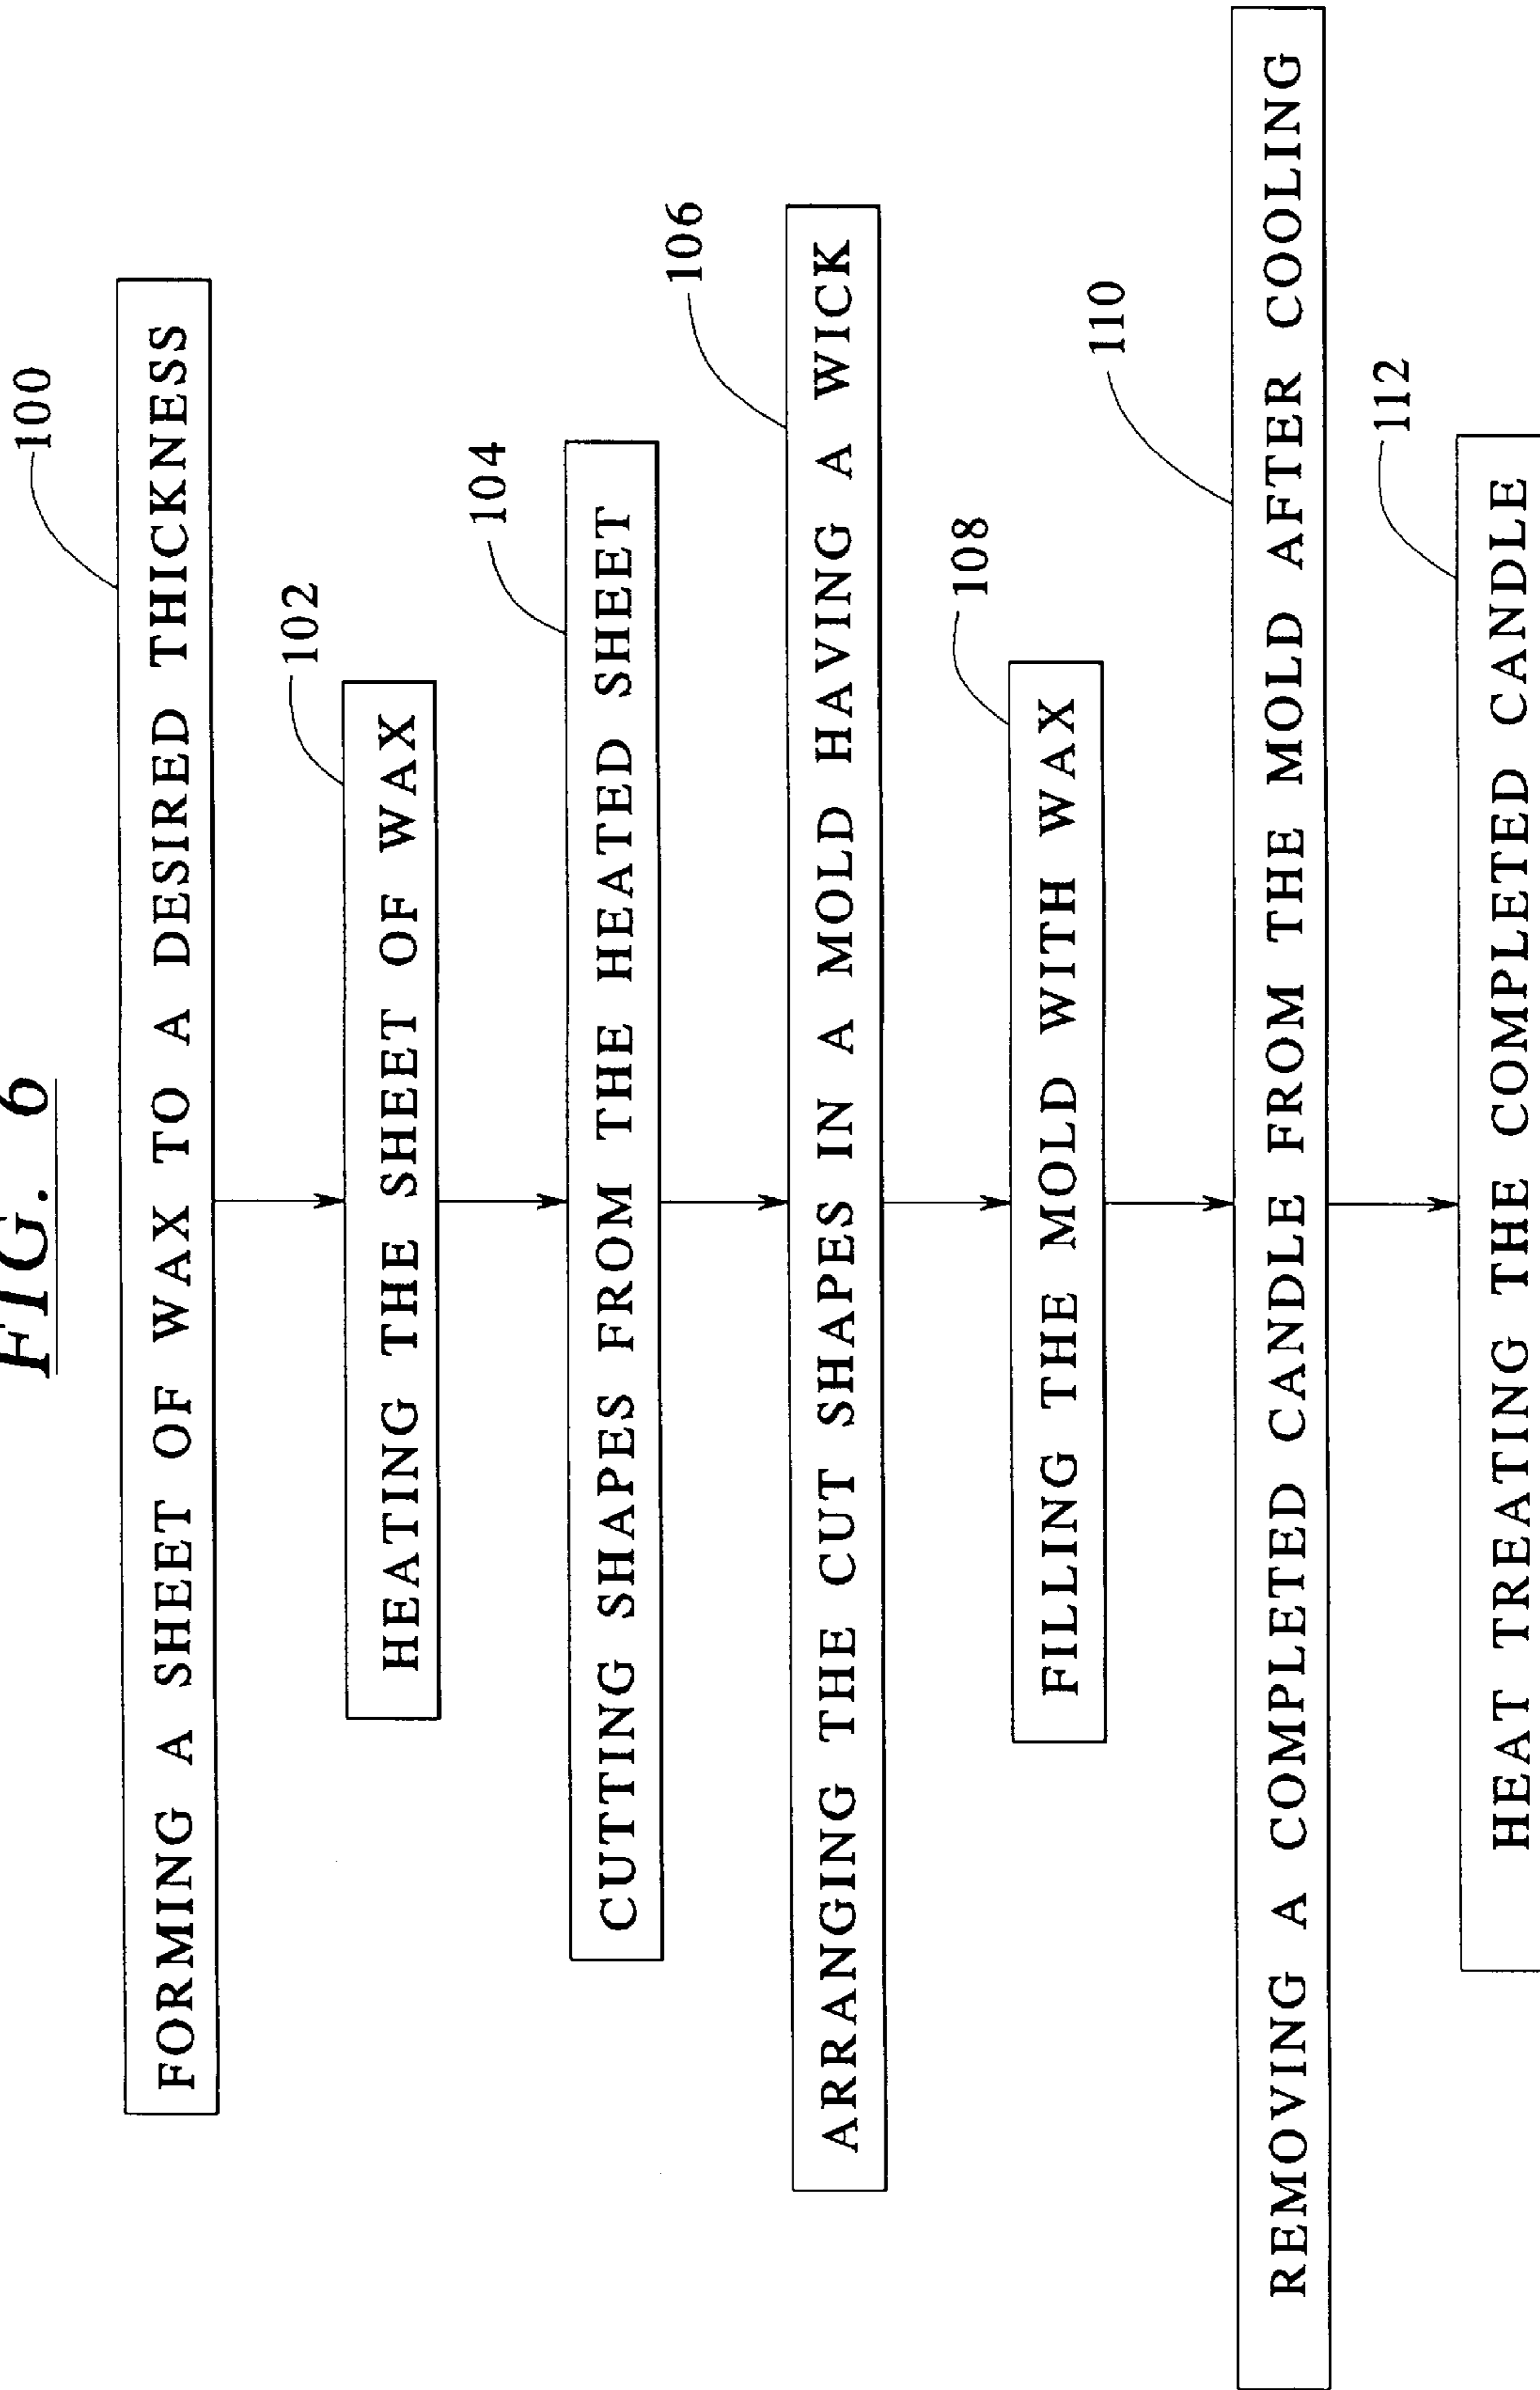 FIG. 6
100
FORMING A SHEET OF WAX TO A DESIRED THICKNESS
102
HEATING THE SHEET OF WAX
104
CUTTING SHAPES FROM THE HEATED SHEET
106
ARRANGING THE CUT SHAPES IN A MOLD HAVING A WICK
108
FILLING THE MOLD WITH WAX
110
REMOVING A COMPLETED CANDLE FROM THE MOLD AFTER COOLING
112
HEAT TREATING THE COMPLETED CANDLE